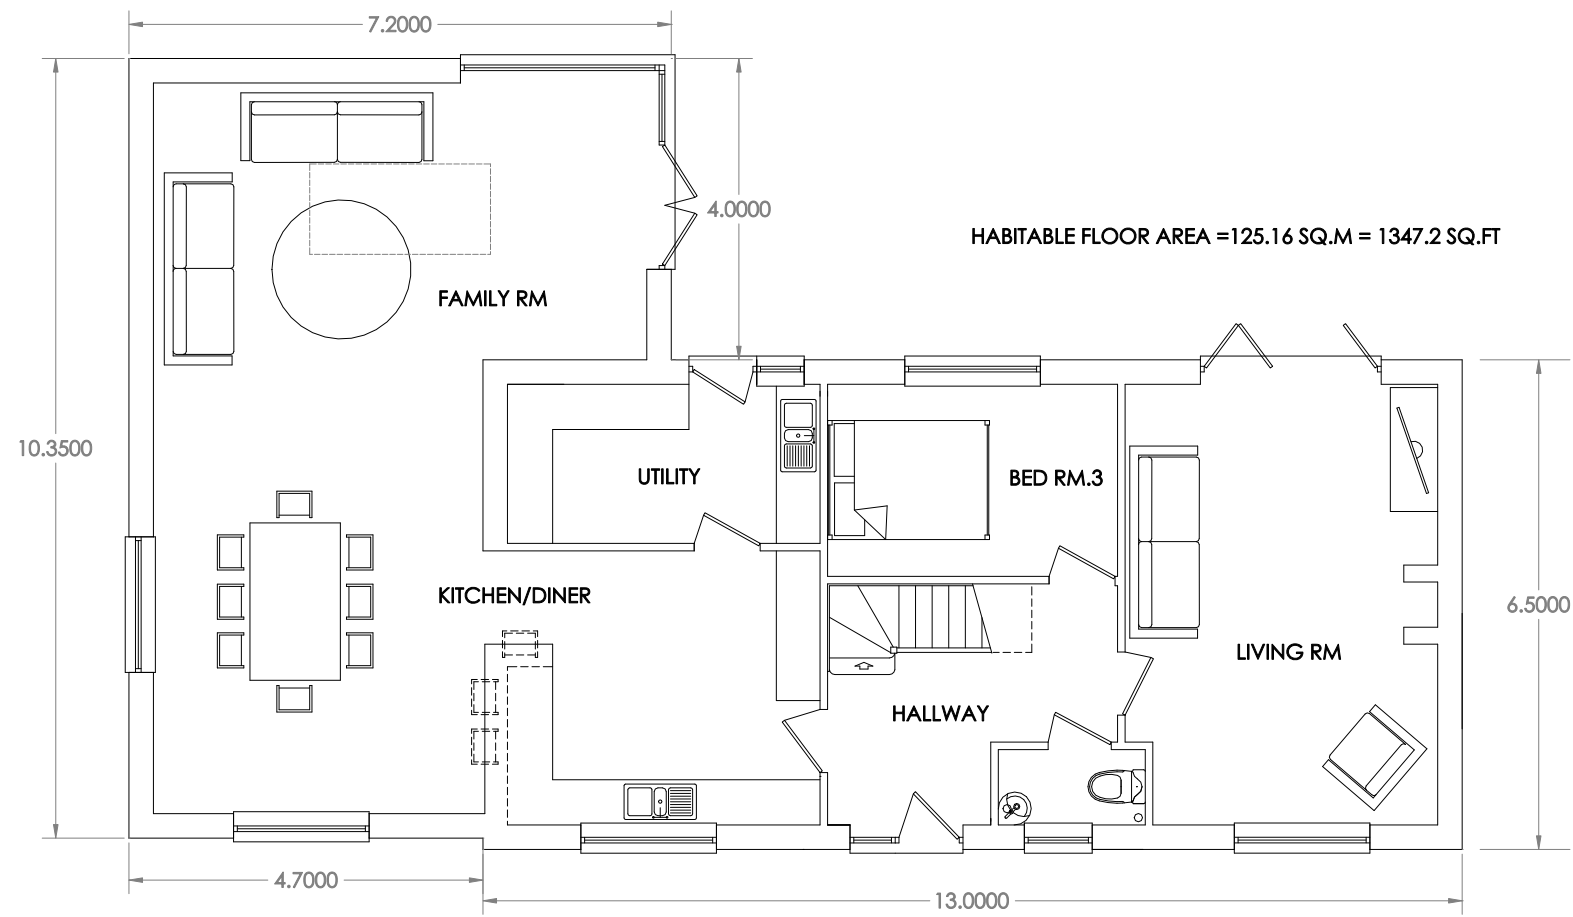 7.2000
4.0000
HABITABLE FLOOR AREA =125.16 SQ.M = 1347.2 SQ.FT
FAMILY RM
10.3500
UTILITY
BED RM.3
KITCHEN/DINER
6.5000
LIVING RM
HALLWAY
4.7000
13.0000